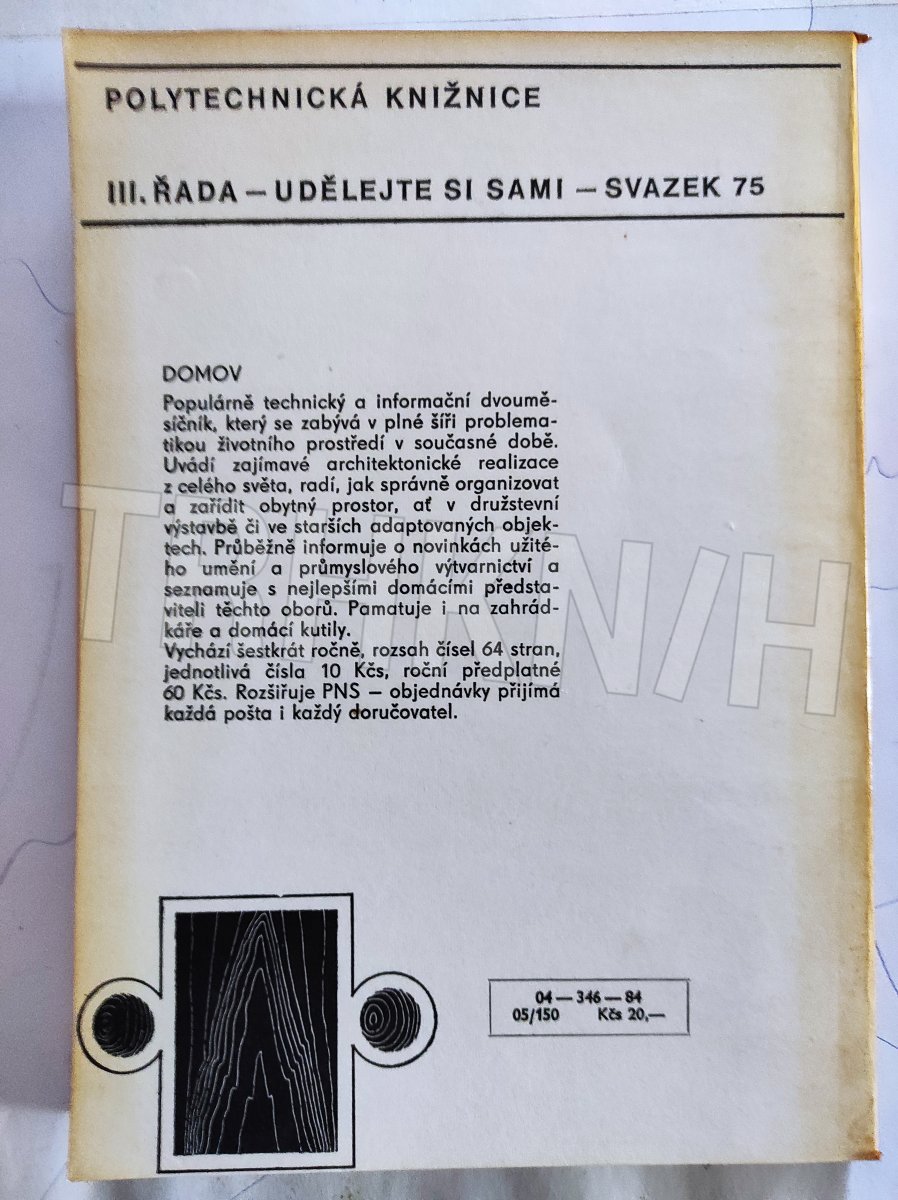 POLYTECHNICKÁ KNIŽNICE
III. ŘADA – UDĚLEJTE SI SAMI – SVAZEK 75
DOMOV
Populárně technický a informační dvoumě-
síčník, který se zabývá v plné šíři problema-
tikou životního prostředí v současné době.
Uvádí zajímavé architektonické realizace
z celého světa, radí, jak správně organizovat
a zařídit obytný prostor, ať v družstevní
výstavbě či ve starších adaptovaných objek-
tech. Průběžně informuje o novinkách užité-
ho umění a průmyslového výtvarnictví a
seznamuje s nejlepšími domácími předsta-
viteli těchto oborů. Pamatuje i na zahrád-
káře a domácí kutily.
Vychází šestkrát ročně, rozsah čísel 64 stran,
jednotlivá čísla 10 Kčs, roční předplatné
60 Kčs. Rozšiřuje PNS – objednávky přijímá
každá pošta i každý doručovatel.
04 — 346 — 84
05/150 Kčs 20,—